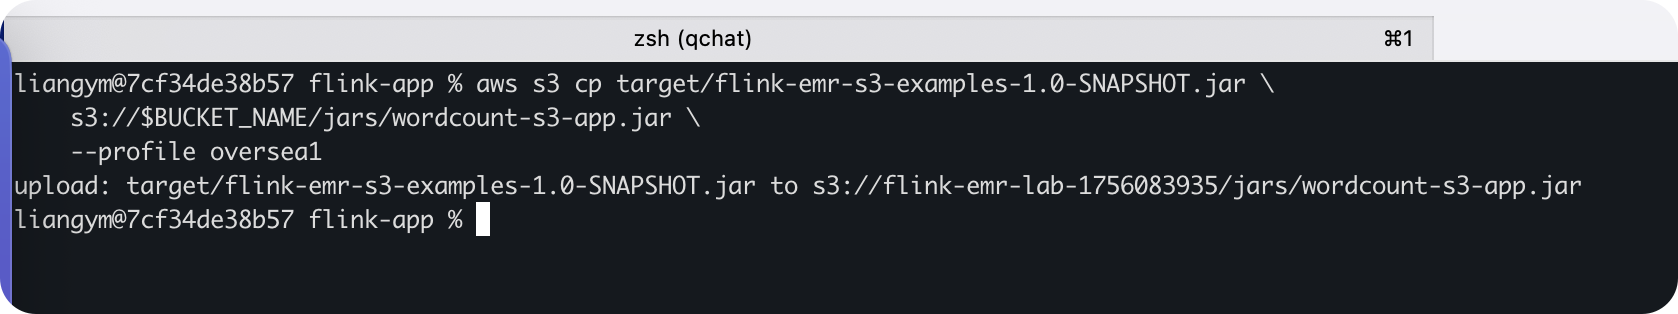 zsh (qchat) ⌘1
liangym@7cf34de38b57 flink-app % aws s3 cp target/flink-emr-s3-examples-1.0-SNAPSHOT.jar \
    s3://$BUCKET_NAME/jars/wordcount-s3-app.jar \
    --profile oversea1
upload: target/flink-emr-s3-examples-1.0-SNAPSHOT.jar to s3://flink-emr-lab-1756083935/jars/wordcount-s3-app.jar
liangym@7cf34de38b57 flink-app %